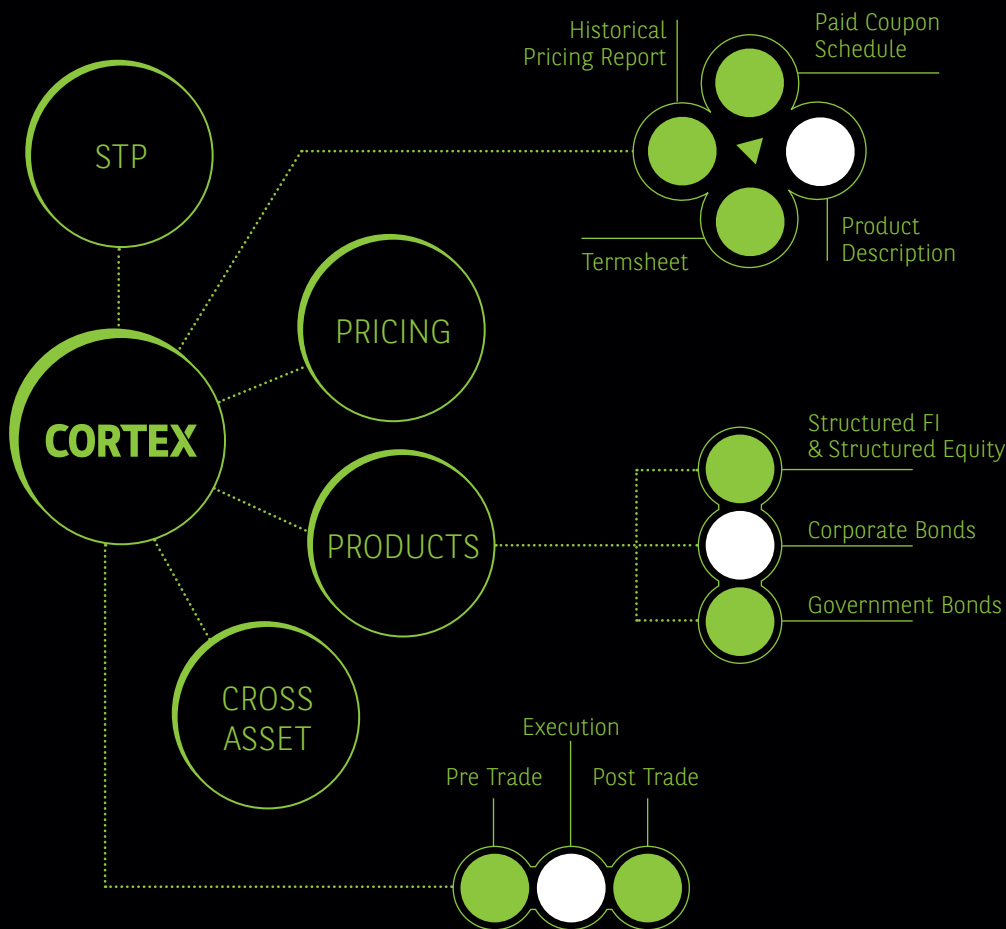 Historical
Pricing Report
Paid Coupon
Schedule
STP
Product
Description
Termsheet
PRICING
CORTEX
Structured FI
& Structured Equity
PRODUCTS
Corporate Bonds
Government Bonds
CROSS
ASSET
Execution
Pre Trade
Post Trade